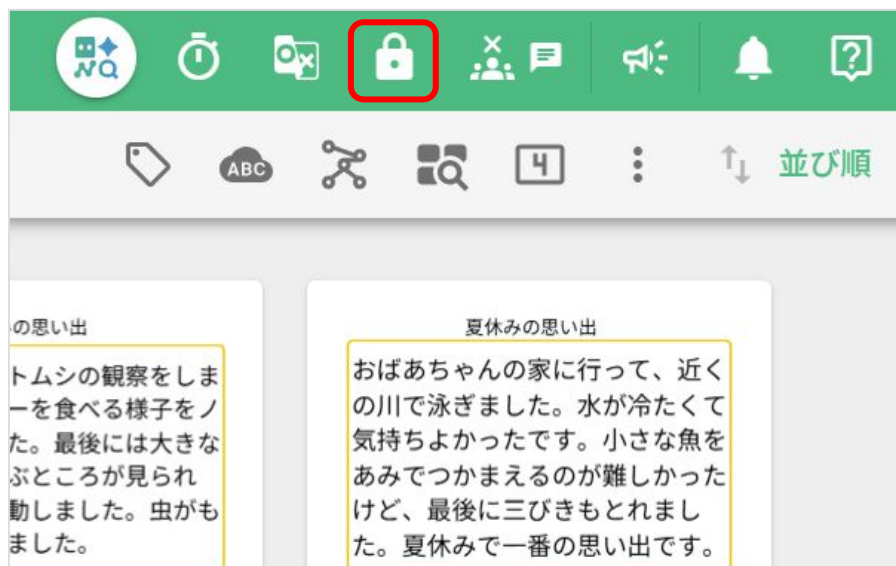 ABC
4
並び順
の思い出
トムシの観察をしま
ーを食べる様子をノ
た。最後には大きな
ぶところが見られ
動しました。虫がも
ました。
夏休みの思い出
おばあちゃんの家に行って、近く
の川で泳ぎました。水が冷たくて
気持ちよかったです。小さな魚を
あみでつかまえるのが難しかった
けど、最後に三びきもとれまし
た。夏休みで一番の思い出です。